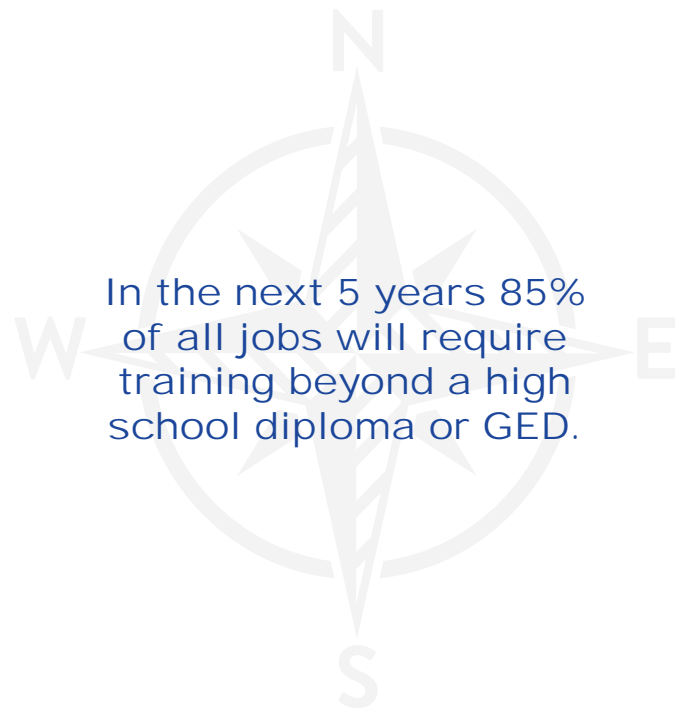 N
In the next 5 years 85%
of all jobs will require
W E
training beyond a high
school diploma or GED.
S